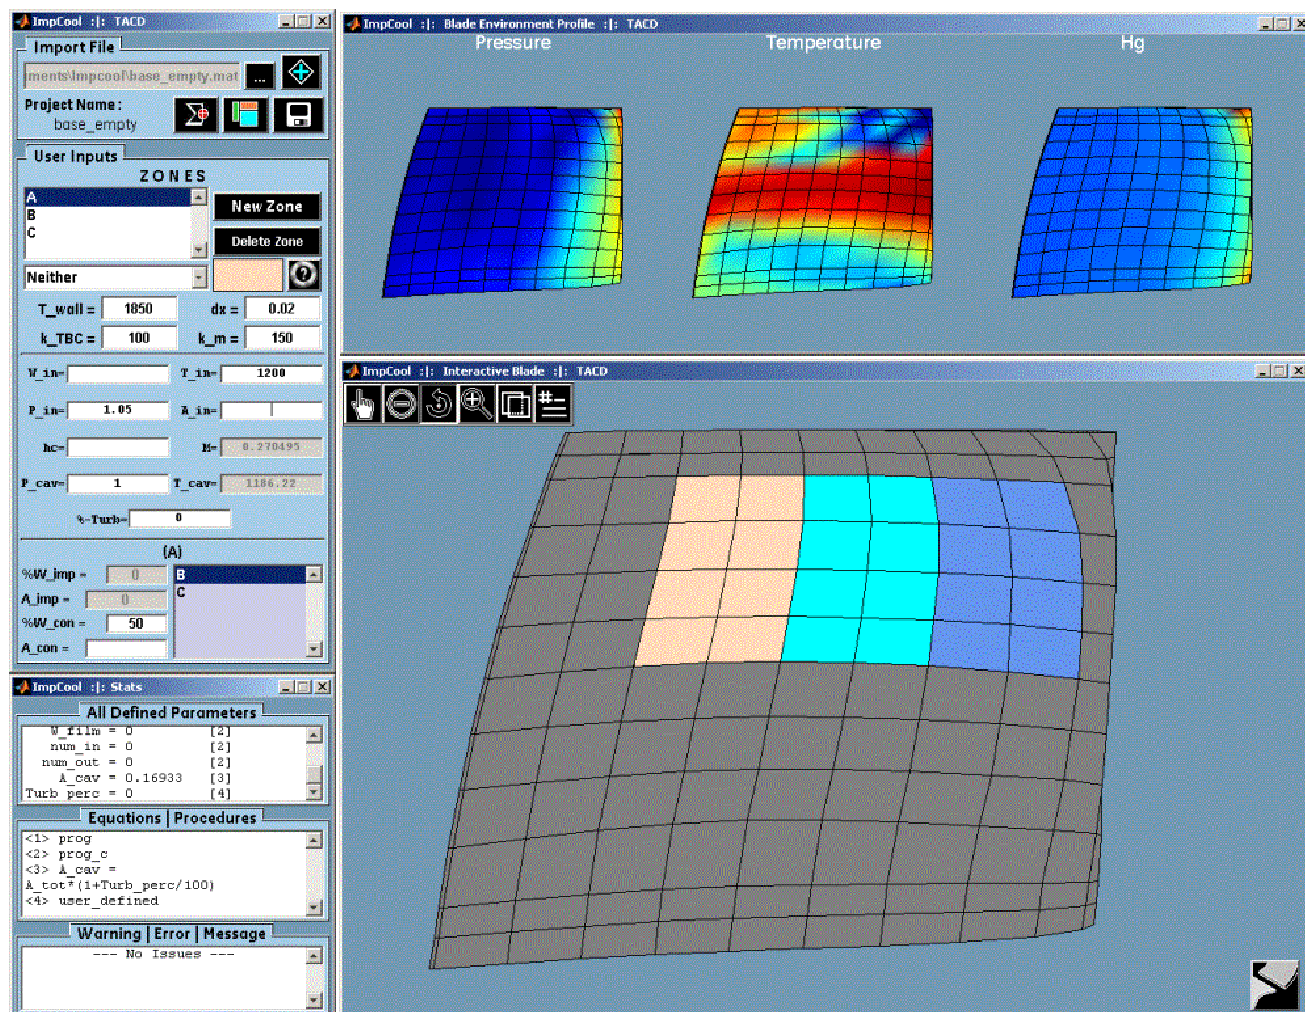 ImpCool :|: TACD
Import File
ments\Impcool\base_empty.mat
...
Project Name :
base_empty
User Inputs
ZONES
A
B
C
New Zone
Delete Zone
Neither
T_wall = 1850 dx = 0.02
k_TBC = 100 k_m = 150
W_in= T_in= 1200
P_in= 1.05 A_in=
hc= M= 0.270495
P_cav= 1 T_cav= 1186.22
%-Turb= 0
(A)
%W_imp = 0
A_imp = 0
%W_con = 50
A_con =
B
C
ImpCool :|: Stats
All Defined Parameters
W_film = 0 [2]
num_in = 0 [2]
num_out = 0 [2]
A_cav = 0.16933 [3]
Turb_perc = 0 [4]
Equations | Procedures
<1> prog
<2> prog_c
<3> A_cav =
A_tot*(1+Turb_perc/100)
<4> user_defined
Warning | Error | Message
--- No Issues ---
ImpCool :|: Blade Environment Profile :|: TACD
Pressure Temperature Hg
ImpCool :|: Interactive Blade :|: TACD